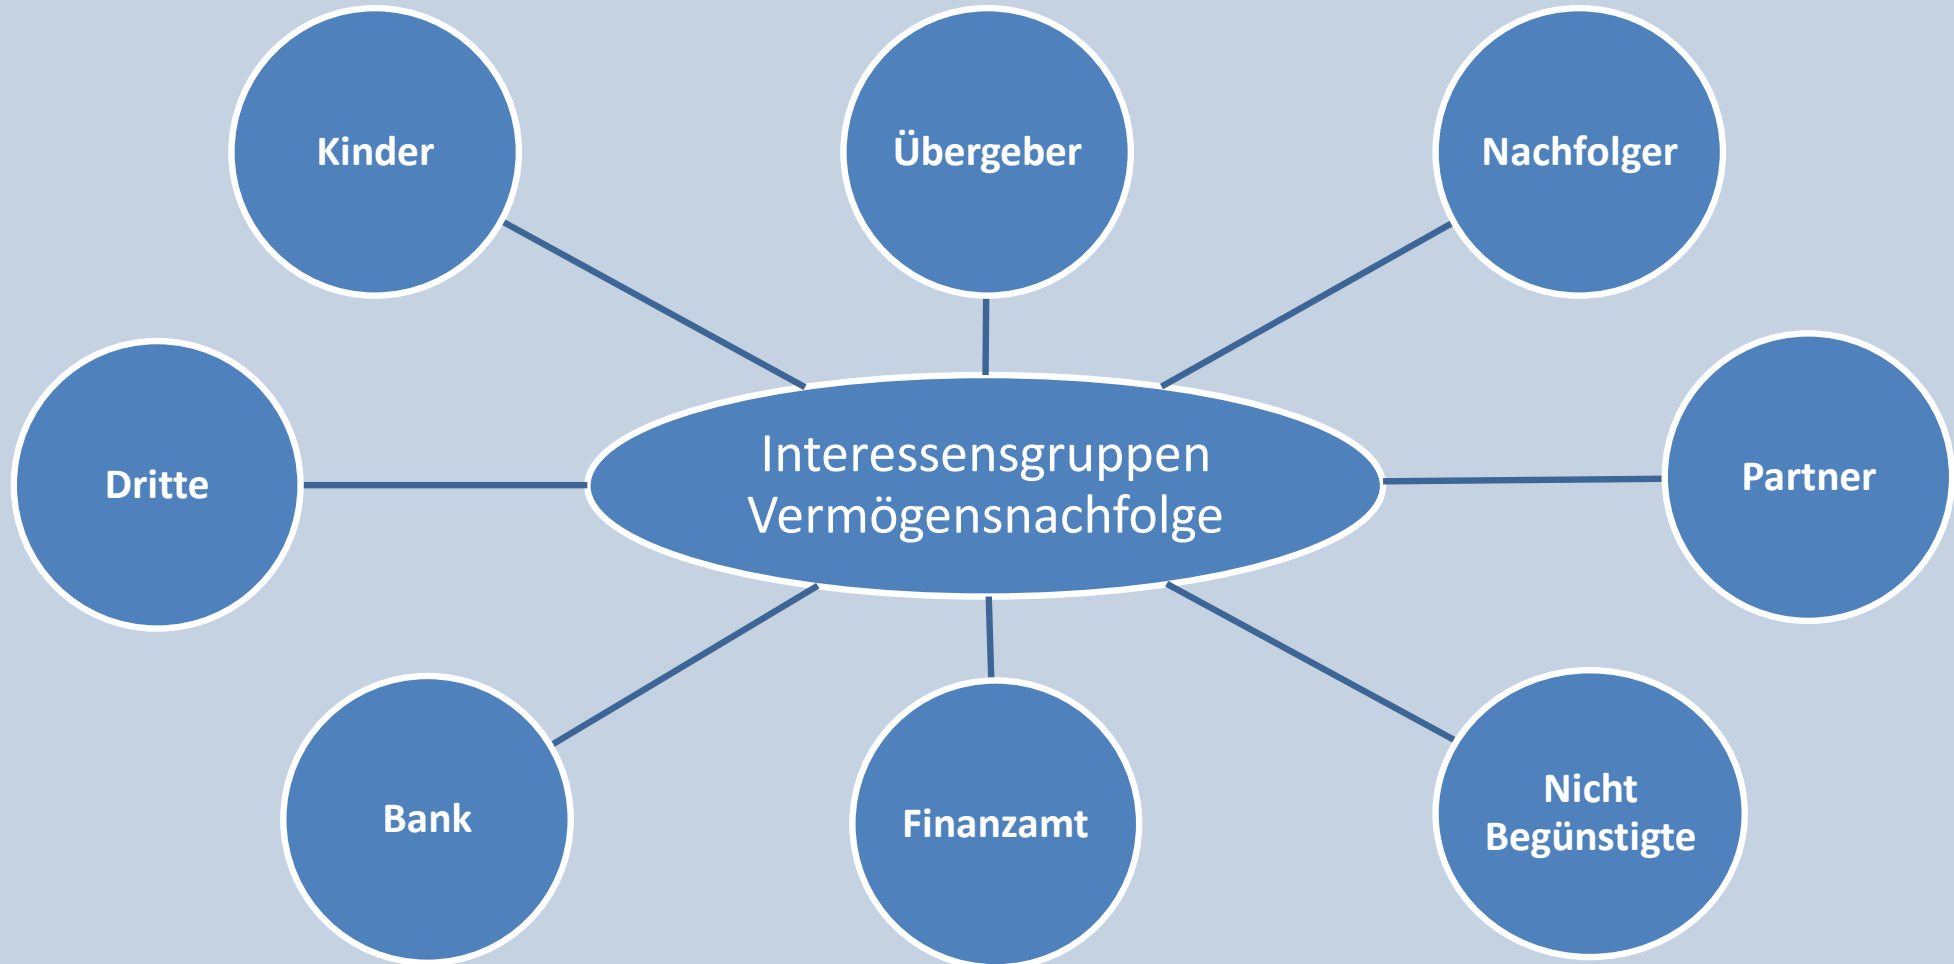 Kinder
Übergeber
Nachfolger
Dritte
Interessensgruppen
Vermögensnachfolge
Partner
Bank
Finanzamt
Nicht
Begünstigte